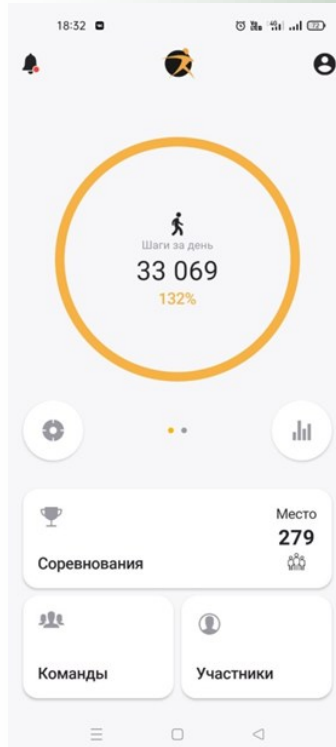 18:32
Шаги за день
33 069
132%
Место
279
Соревнования
Команды
Участники